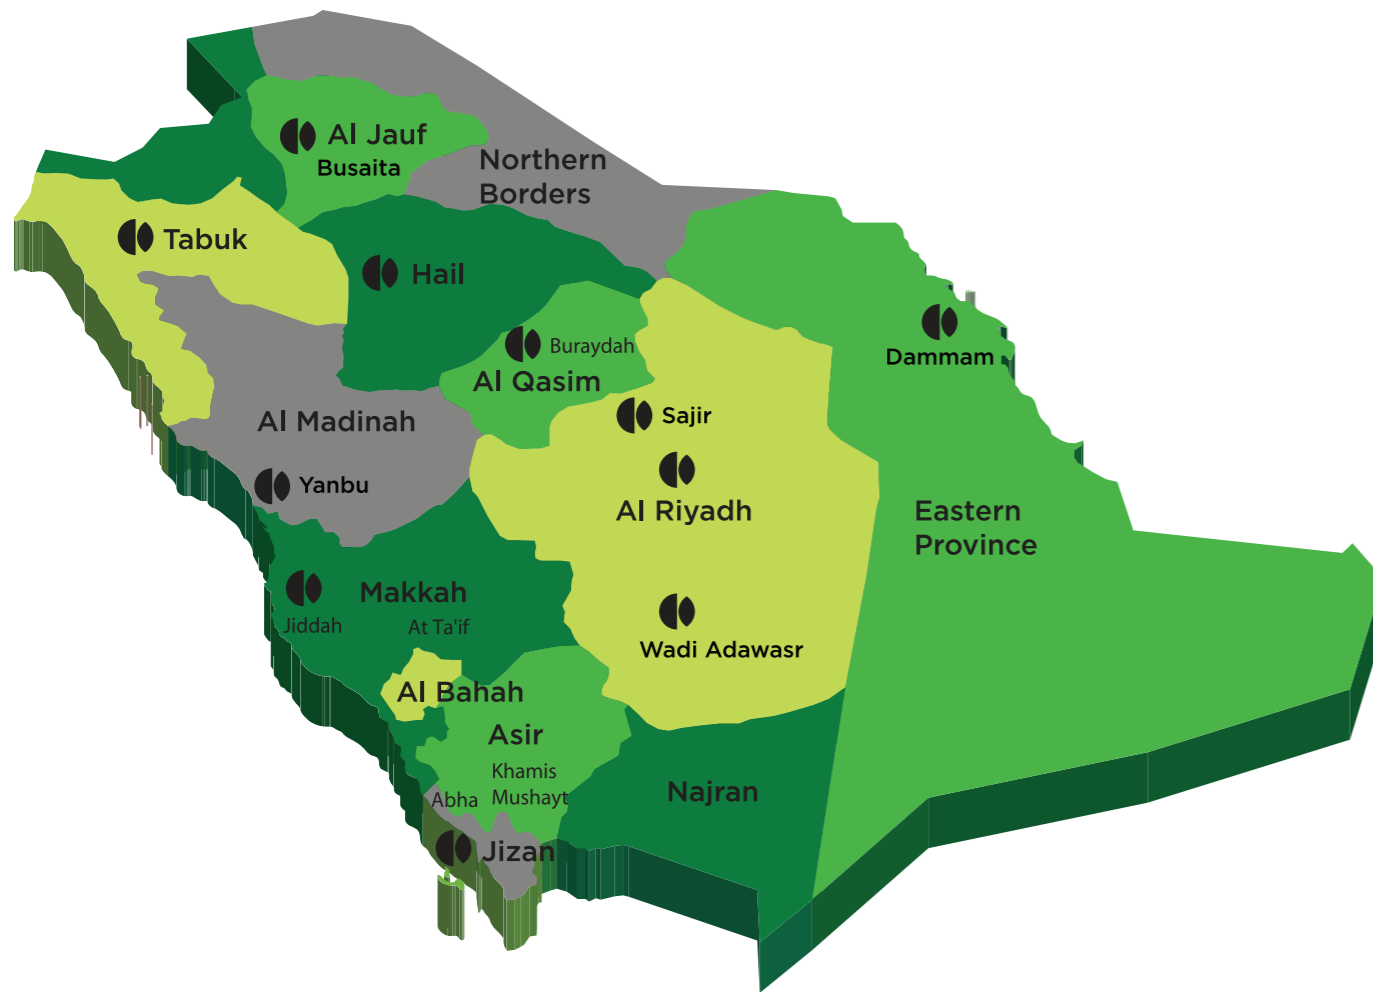 Al Jauf
Busaita
Northern
Borders
Tabuk
Hail
Dammam
Buraydah
Al Qasim
Al Madinah
Sajir
Yanbu
Al Riyadh
Eastern
Province
Makkah
Jiddah
At Ta'if
Wadi Adawasr
Al Bahah
Asir
Khamis
Mushayt
Abha
Najran
Jizan